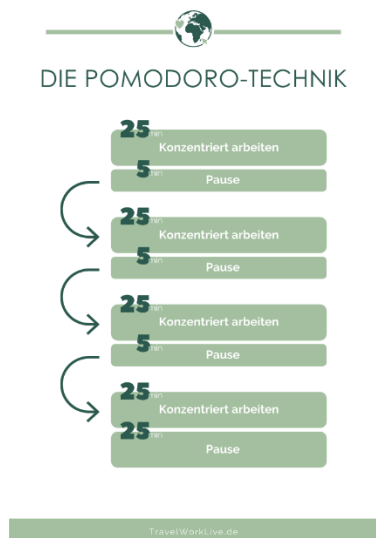 DIE POMODORO-TECHNIK
25 min
Konzentriert arbeiten
5 min
Pause
25 min
Konzentriert arbeiten
5 min
Pause
25 min
Konzentriert arbeiten
5 min
Pause
25 min
Konzentriert arbeiten
25 min
Pause
TravelWorkLive.de